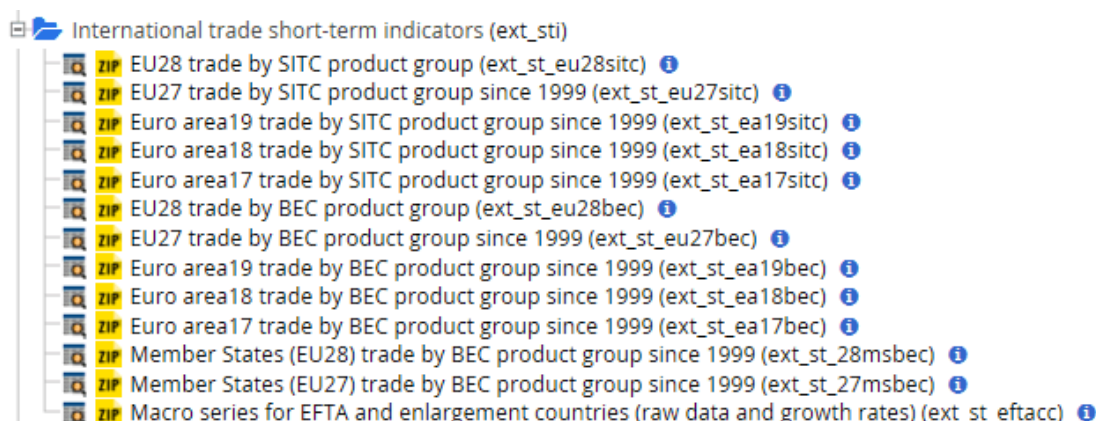 International trade short-term indicators (ext_sti)
ZIP EU28 trade by SITC product group (ext_st_eu28sitc) i
ZIP EU27 trade by SITC product group since 1999 (ext_st_eu27sitc) i
ZIP Euro area19 trade by SITC product group since 1999 (ext_st_ea19sitc) i
ZIP Euro area18 trade by SITC product group since 1999 (ext_st_ea18sitc) i
ZIP Euro area17 trade by SITC product group since 1999 (ext_st_ea17sitc) i
ZIP EU28 trade by BEC product group (ext_st_eu28bec) i
ZIP EU27 trade by BEC product group since 1999 (ext_st_eu27bec) i
ZIP Euro area19 trade by BEC product group since 1999 (ext_st_ea19bec) i
ZIP Euro area18 trade by BEC product group since 1999 (ext_st_ea18bec) i
ZIP Euro area17 trade by BEC product group since 1999 (ext_st_ea17bec) i
ZIP Member States (EU28) trade by BEC product group since 1999 (ext_st_28msbec) i
ZIP Member States (EU27) trade by BEC product group since 1999 (ext_st_27msbec) i
ZIP Macro series for EFTA and enlargement countries (raw data and growth rates) (ext_st_eftacc) i